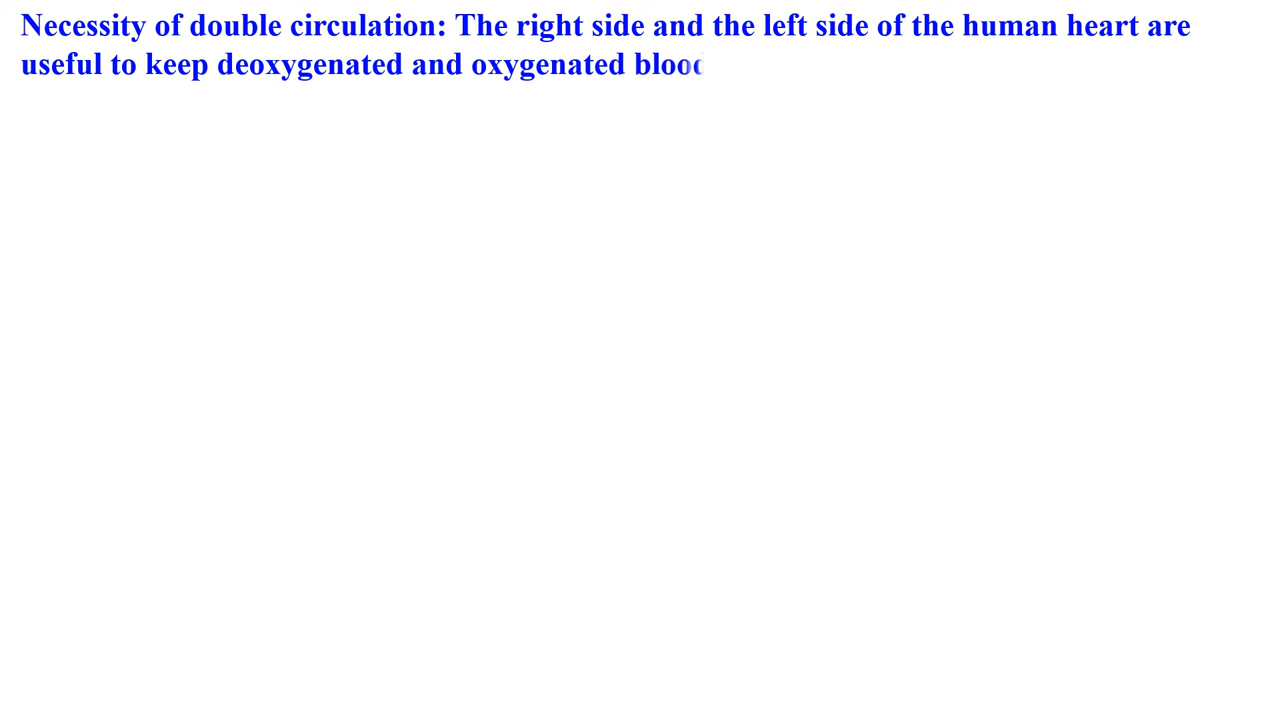 Necessity of double circulation: The right side and the left side of the human heart are
useful to keep deoxygenated and oxygenated blood